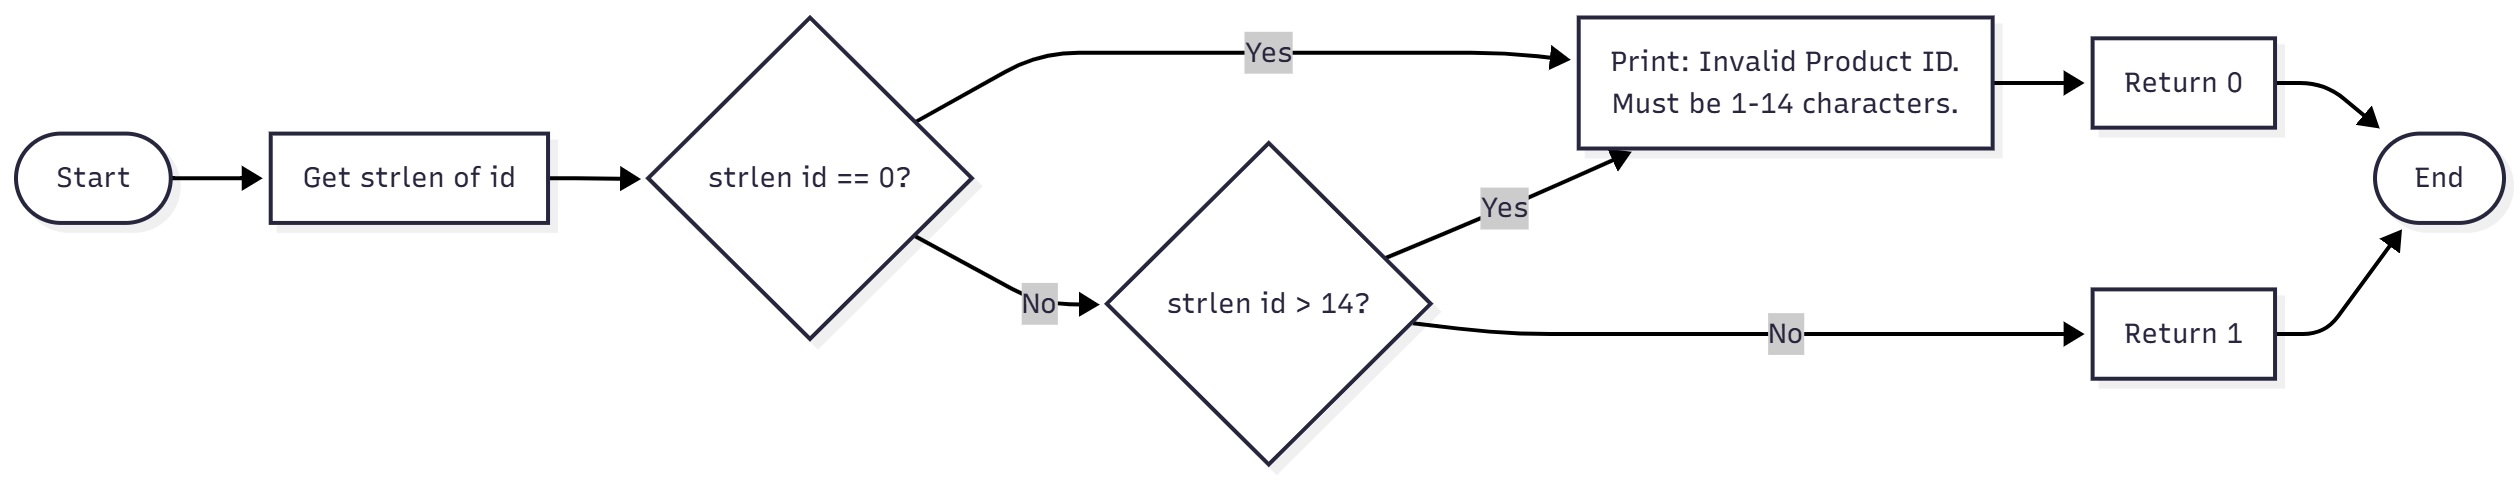 Start
Get strlen of id
strlen id == 0?
Yes
No
strlen id > 14?
Yes
No
Print: Invalid Product ID.
Must be 1-14 characters.
Return 0
Return 1
End